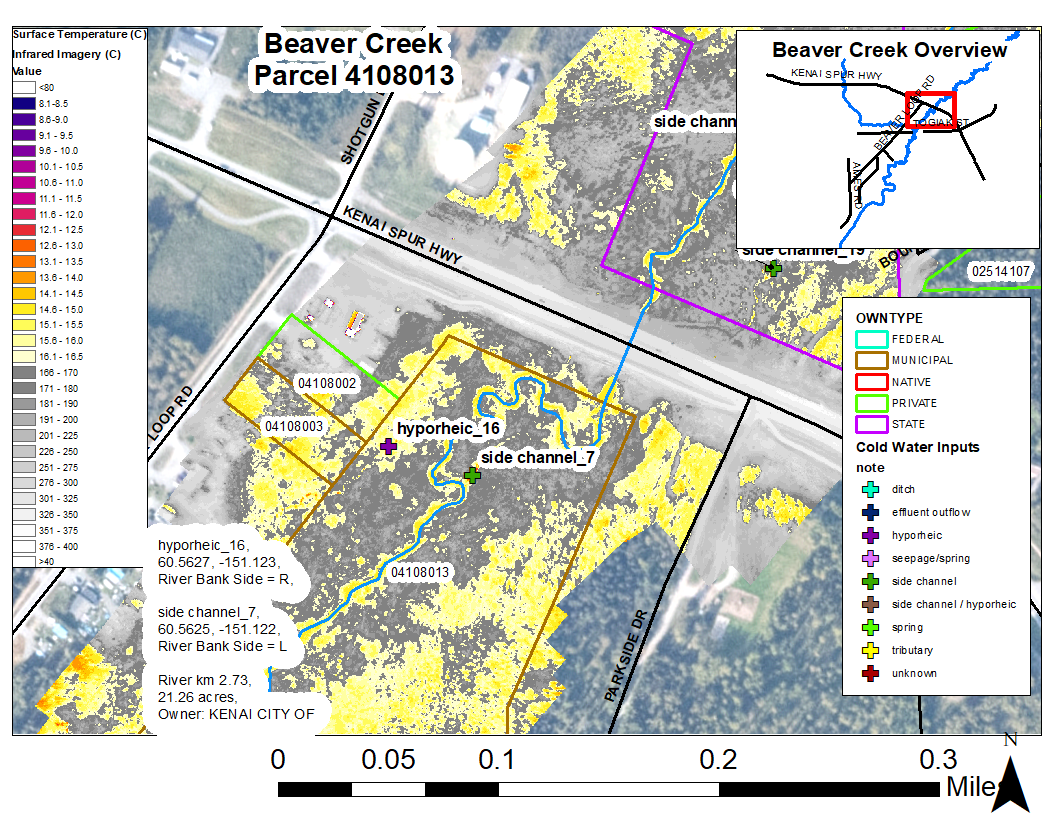 Surface Temperature (C)
Infrared Imagery (C)
Value
<80
8.1-8.5
8.6-9.0
9.1 - 9.5
9.6 - 10.0
10.1 - 10.5
10.6 - 11.0
11.1 - 11.5
11.6 - 12.0
12.1 - 12.5
12.6 - 13.0
13.1 - 13.5
13.6 - 14.0
14.1 - 14.5
14.6 - 15.0
15.1 - 15.5
15.6 - 16.0
16.1 - 16.5
166 - 170
171 - 180
181 - 190
191 - 200
201 - 225
226 - 250
251 - 275
276 - 300
301 - 325
326 - 350
351 - 375
376 - 400
>40
Beaver Creek
Parcel 4108013
SHOTGUN
KENAI SPUR HWY
LOOP RD
PARKSIDE DR
side chann
side channel_19
02514107
04108002
04108003
hyporheic_16
side channel_7
04108013
hyporheic_16,
60.5627, -151.123,
River Bank Side = R,
side channel_7,
60.5625, -151.122,
River Bank Side = L
River km 2.73,
21.26 acres,
Owner: KENAI CITY OF
Beaver Creek Overview
KENAI SPUR HWY
OWNTYPE
FEDERAL
MUNICIPAL
NATIVE
PRIVATE
STATE
Cold Water Inputs
note
ditch
effluent outflow
hyporheic
seepage/spring
side channel
side channel / hyporheic
spring
tributary
unknown
0 0.05 0.1 0.2 0.3
Miles
N